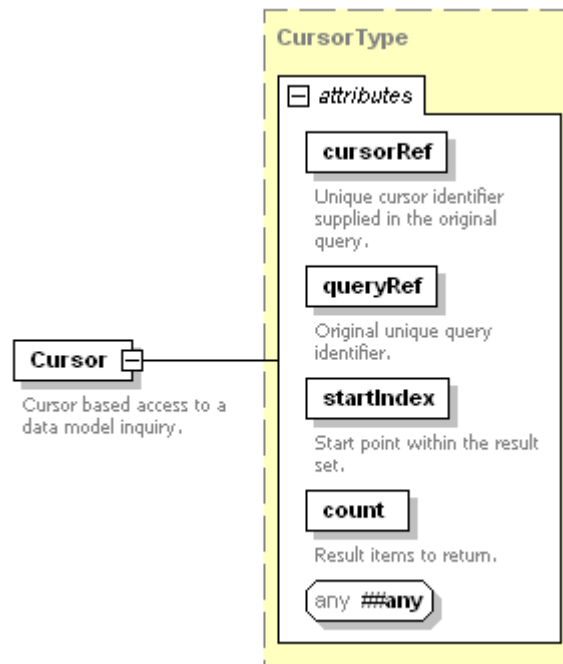 CursorType
attributes
cursorRef
Unique cursor identifier
supplied in the original
query.
queryRef
Original unique query
identifier.
Cursor
Cursor based access to a
data model inquiry.
startIndex
Start point within the result
set.
count
Result items to return.
any ##any